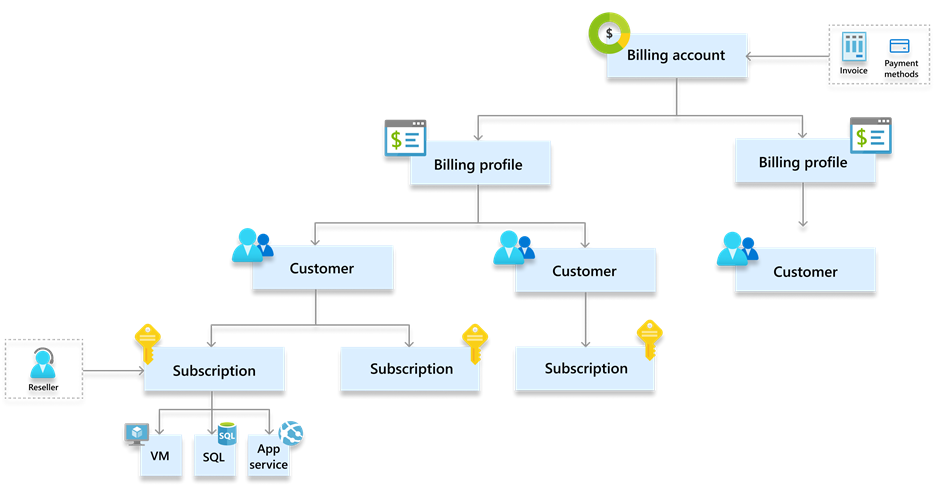 $
Billing account
Invoice
Payment
methods
$
Billing profile
$
Billing profile
Customer
Customer
Customer
Reseller
Subscription
Subscription
Subscription
VM
SQL
SQL
App
service